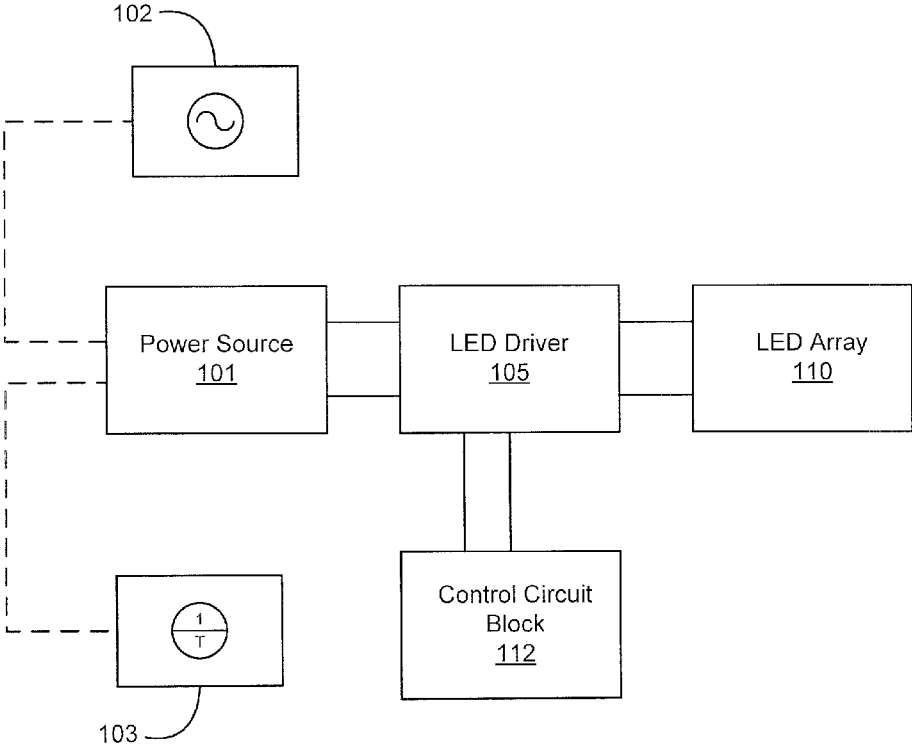 102
Power Source
101
LED Driver
105
LED Array
110
1
T
Control Circuit
Block
112
103